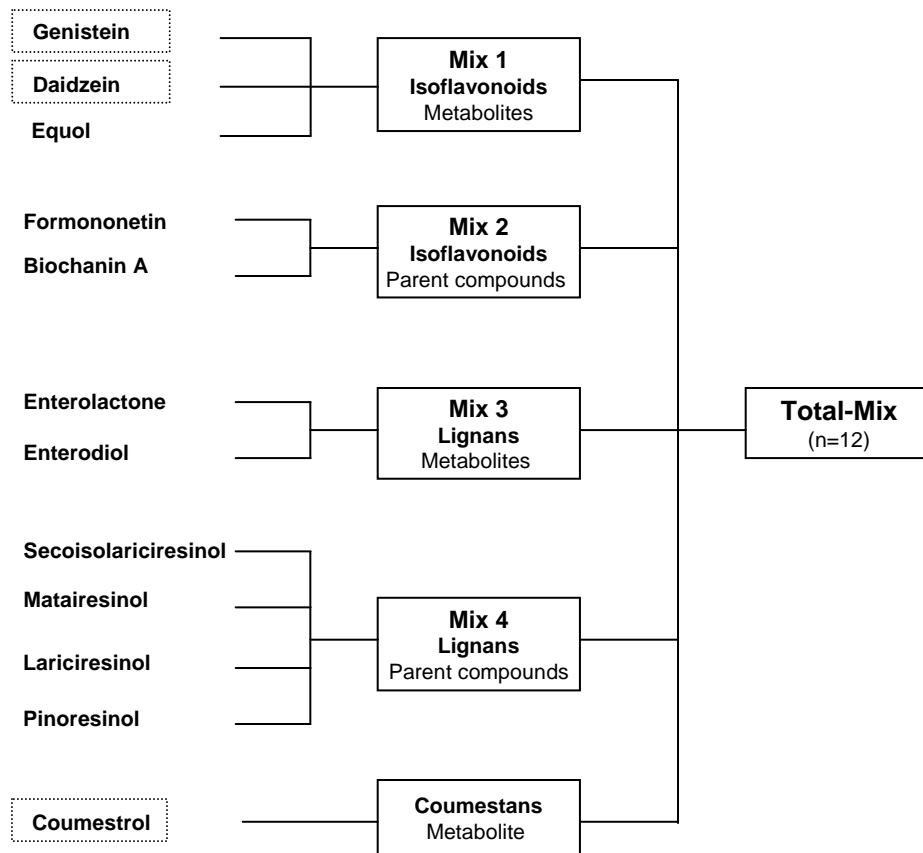 Genistein
Daidzein
Equol
Mix 1
Isoflavonoids
Metabolites
Formononetin
Biochanin A
Mix 2
Isoflavonoids
Parent compounds
Enterolactone
Enterodiol
Mix 3
Lignans
Metabolites
Secoisolariciresinol
Matairesinol
Lariciresinol
Pinoresinol
Mix 4
Lignans
Parent compounds
Coumestrol
Coumestans
Metabolite
Total-Mix
(n=12)